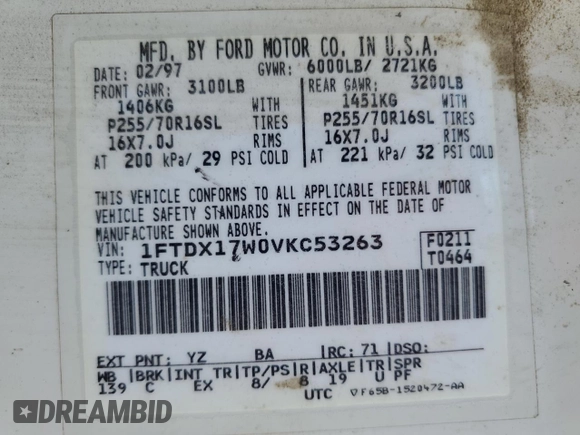 MFD. BY FORD MOTOR CO. IN U.S.A.
DATE: 02/97 GVWR: 6000LB/ 2721KG
FRONT GAWR: 3100LB REAR GAWR: 3200LB
1406KG WITH 1451KG WITH
P255/70R16SL TIRES P255/70R16SL TIRES
16X7.0J RIMS 16X7.0J RIMS
AT 200 kPa/ 29 PSI COLD AT 221 kPa/ 32 PSI COLD
THIS VEHICLE CONFORMS TO ALL APPLICABLE FEDERAL MOTOR
VEHICLE SAFETY STANDARDS IN EFFECT ON THE DATE OF
MANUFACTURE SHOWN ABOVE.
VIN: 1FTDX17W0VKC53263 F0211
TYPE: TRUCK T0464
EXT PNT: YZ BA RC: 71 DSO:
WB BRK INT TR TP/PS R AXLE TR SPR
139 C EX 8/ 8 19 U PF
UTC F65B-1520472-AA
DREAMBID